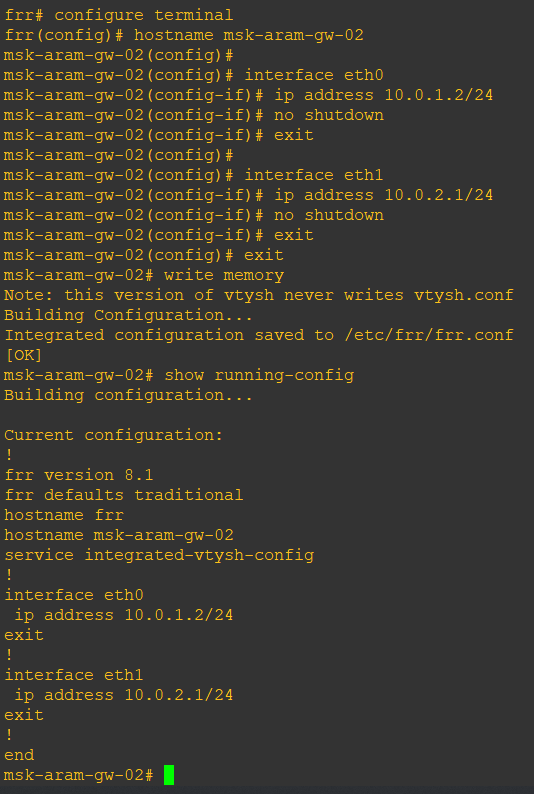 frr# configure terminal
frr(config)# hostname msk-aram-gw-02
msk-aram-gw-02(config)#
msk-aram-gw-02(config)# interface eth0
msk-aram-gw-02(config-if)# ip address 10.0.1.2/24
msk-aram-gw-02(config-if)# no shutdown
msk-aram-gw-02(config-if)# exit
msk-aram-gw-02(config)#
msk-aram-gw-02(config)# interface eth1
msk-aram-gw-02(config-if)# ip address 10.0.2.1/24
msk-aram-gw-02(config-if)# no shutdown
msk-aram-gw-02(config-if)# exit
msk-aram-gw-02(config)# exit
msk-aram-gw-02# write memory
Note: this version of vtysh never writes vtysh.conf
Building Configuration...
Integrated configuration saved to /etc/frr/frr.conf
[OK]
msk-aram-gw-02# show running-config
Building configuration...

Current configuration:
!
frr version 8.1
frr defaults traditional
hostname frr
hostname msk-aram-gw-02
service integrated-vtysh-config
!
interface eth0
 ip address 10.0.1.2/24
exit
!
interface eth1
 ip address 10.0.2.1/24
exit
!
end
msk-aram-gw-02#